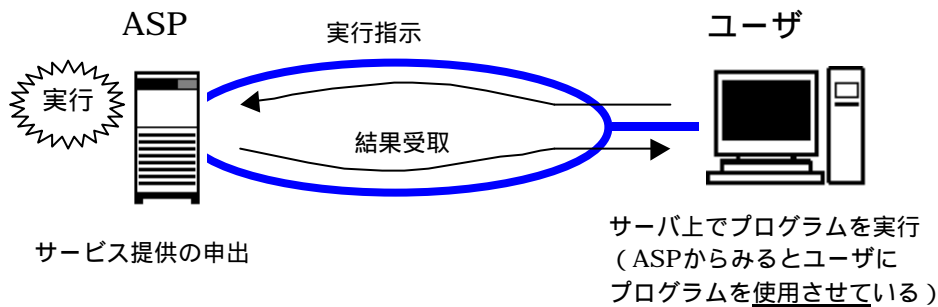 ASP
実行指示
ユーザ
実行
結果受取
サービス提供の申出
サーバ上でプログラムを実行
（ASPからみるとユーザに
プログラムを使用させている）